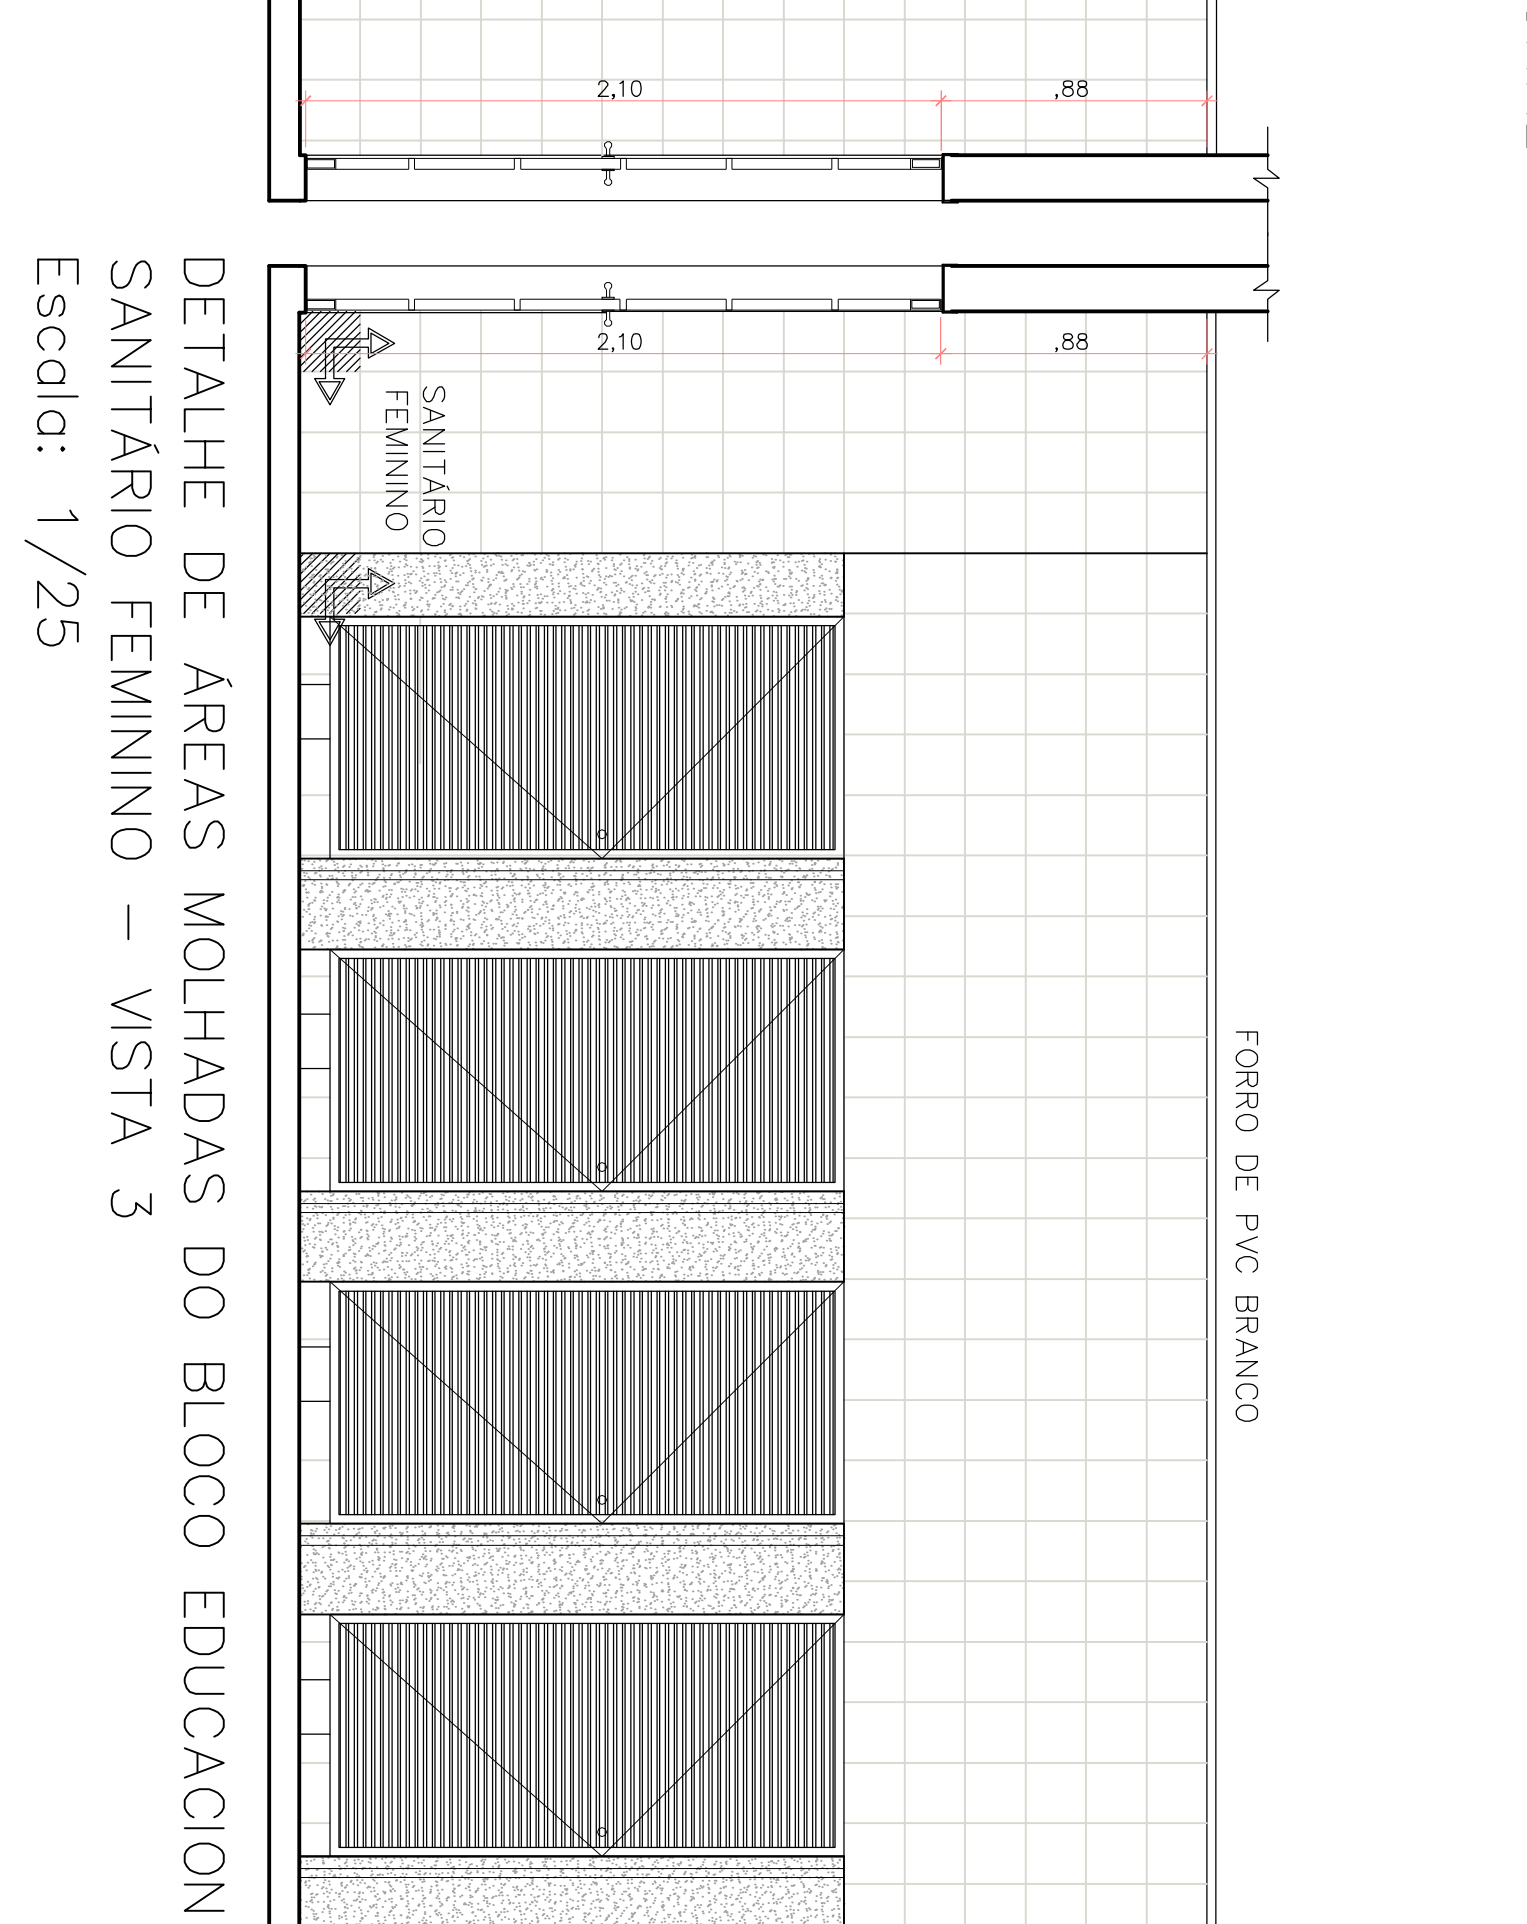 2,10
,88
2,10
,88
SANITÁRIO
FEMININO
FORRO DE PVC BRANCO
DETALHE DE ÁREAS MOLHADAS DO BLOCO EDUCACION
SANITÁRIO FEMININO - VISTA 3
Escala: 1/25